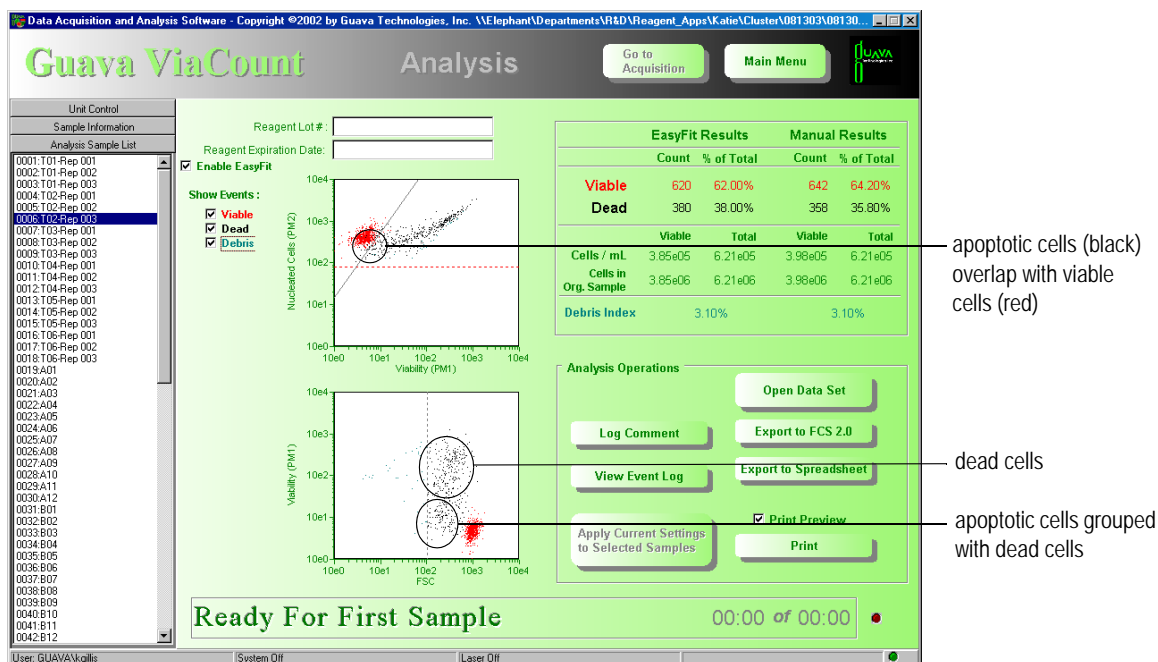 Data Acquisition and Analysis Software - Copyright ©2002 by Guava Technologies, Inc. \\Elephant\Departments\R&D\Reagent_Apps\Katie\Cluster\081303\08130...
Guava ViaCount
Analysis
Go to
Acquisition
Main Menu
guava
Technologies Inc
Unit Control
Sample Information
Analysis Sample List
0001:T01-Rep 001
0002:T01-Rep 002
0003:T01-Rep 003
0004:T02-Rep 001
0005:T02-Rep 002
0006:T02-Rep 003
0007:T03-Rep 001
0008:T03-Rep 002
0009:T03-Rep 003
0010:T04-Rep 001
0011:T04-Rep 002
0012:T04-Rep 003
0013:T05-Rep 001
0014:T05-Rep 002
0015:T05-Rep 003
0016:T06-Rep 001
0017:T06-Rep 002
0018:T06-Rep 003
0019:A01
0020:A02
0021:A03
0022:A04
0023:A05
0024:A06
0025:A07
0026:A08
0027:A09
0028:A10
0029:A11
0030:A12
0031:B01
0032:B02
0033:B03
0034:B04
0035:B05
0036:B06
0037:B07
0038:B08
0039:B09
0040:B10
0041:B11
0042:B12
Reagent Lot # :
Reagent Expiration Date:
Enable EasyFit
Show Events :
Viable
Dead
Debris
10e4
10e3
10e2
10e1
10e0
Nucleated Cells (PM2)
10e0 10e1 10e2 10e3 10e4
Viability (PM1)
10e4
10e3
10e2
10e1
10e0
Viability (PM1)
10e0 10e1 10e2 10e3 10e4
FSC
EasyFit Results Manual Results
Count % of Total Count % of Total
Viable 620 62.00% 642 64.20%
Dead 380 38.00% 358 35.80%
Viable Total Viable Total
Cells / mL 3.85e05 6.21e05 3.98e05 6.21e05
Cells in
Org. Sample 3.85e06 6.21e06 3.98e06 6.21e06
Debris Index 3.10% 3.10%
Analysis Operations
Open Data Set
Log Comment
Export to FCS 2.0
View Event Log
Export to Spreadsheet
Print Preview
Apply Current Settings
to Selected Samples
Print
Ready For First Sample
00:00 of 00:00
User: GUAVA\kgillis
System Off
Laser Off
apoptotic cells (black)
overlap with viable
cells (red)
dead cells
apoptotic cells grouped
with dead cells